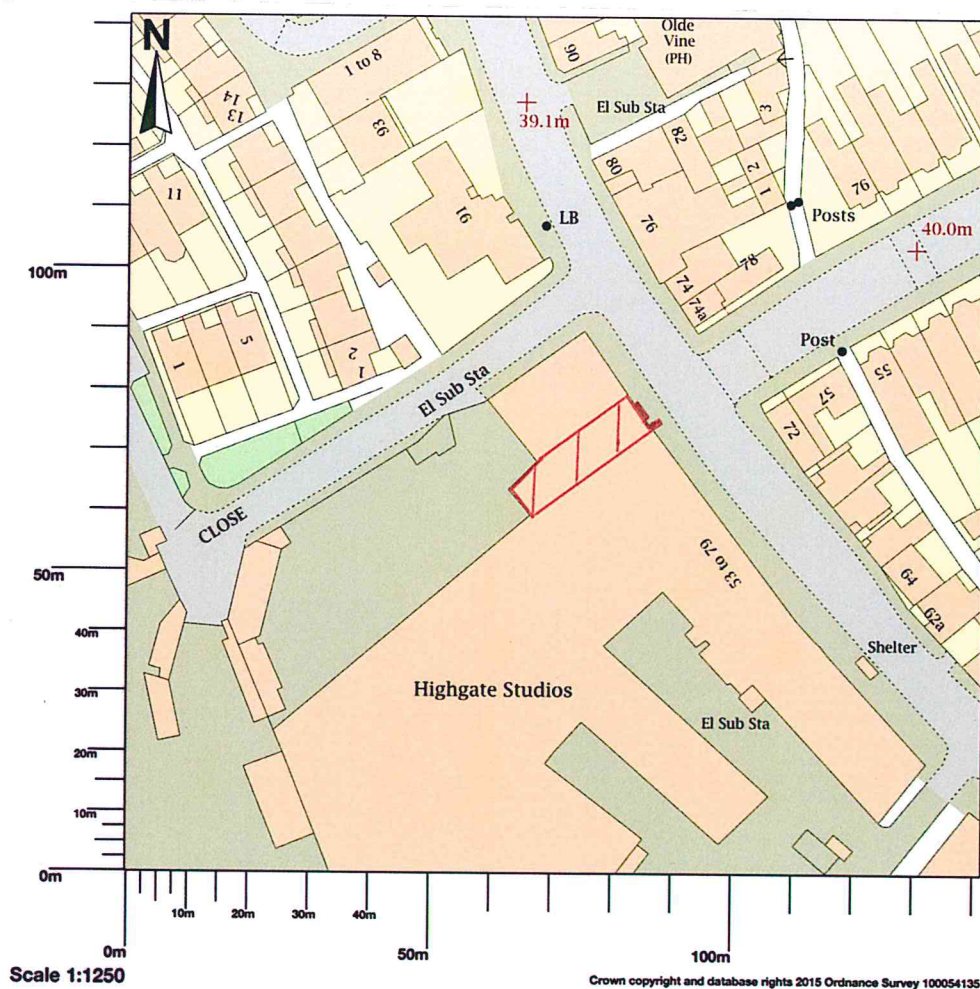 N
1 to 8
13
14
93
11
91
Olde
Vine
(PH)
90
El Sub Sta
39.1m
82
3
2
1
80
76
76
LB
Posts
40.0m
78
74
74a
100m
1
5
2
1
El Sub Sta
Post
55
57
72
CLOSE
53 to 79
64
62a
50m
40m
30m
20m
10m
0m
Shelter
Highgate Studios
El Sub Sta
10m
20m
30m
40m
0m
50m
100m
Scale 1:1250
Crown copyright and database rights 2015 Ordnance Survey 100054135